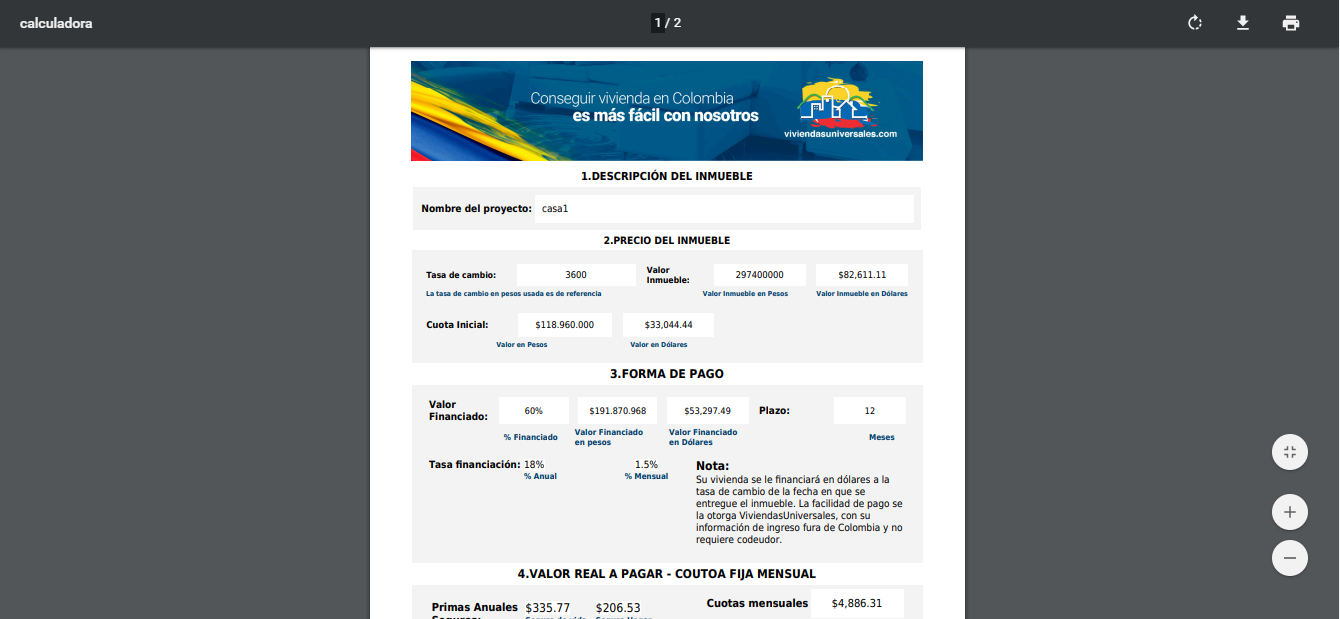 calculadora
1 / 2
Conseguir vivienda en Colombia
es más fácil con nosotros
viviendasuniversales.com
1.DESCRIPCIÓN DEL INMUEBLE
Nombre del proyecto: casa1
2.PRECIO DEL INMUEBLE
Tasa de cambio: 3600 Valor Inmueble: 297400000 $82,611.11
La tasa de cambio en pesos usada es de referencia Valor Inmueble en Pesos Valor Inmueble en Dólares
Cuota Inicial: $118.960.000 $33,044.44
Valor en Pesos Valor en Dólares
3.FORMA DE PAGO
Valor Financiado: 60% $191.870.968 $53,297.49 Plazo: 12
% Financiado Valor Financiado en pesos Valor Financiado en Dólares Meses
Tasa financiación: 18% 1.5%
% Anual % Mensual
Nota:
Su vivienda se le financiará en dólares a la
tasa de cambio de la fecha en que se
entregue el inmueble. La facilidad de pago se
la otorga ViviendasUniversales, con su
información de ingreso fura de Colombia y no
requiere codeudor.
4.VALOR REAL A PAGAR - COUTOA FIJA MENSUAL
Primas Anuales $335.77 $206.53 Cuotas mensuales $4,886.31